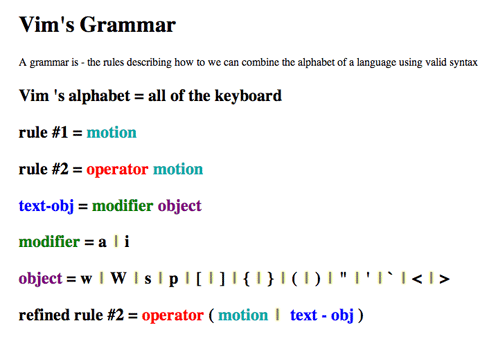 Vim's Grammar
A grammar is - the rules describing how to we can combine the alphabet of a language using valid syntax
Vim 's alphabet = all of the keyboard
rule #1 = motion
rule #2 = operator motion
text-obj = modifier object
modifier = a | i
object = w | W | s | p | [ | ] | { | } | ( | ) | " | ' | ` | < | >
refined rule #2 = operator ( motion | text - obj )